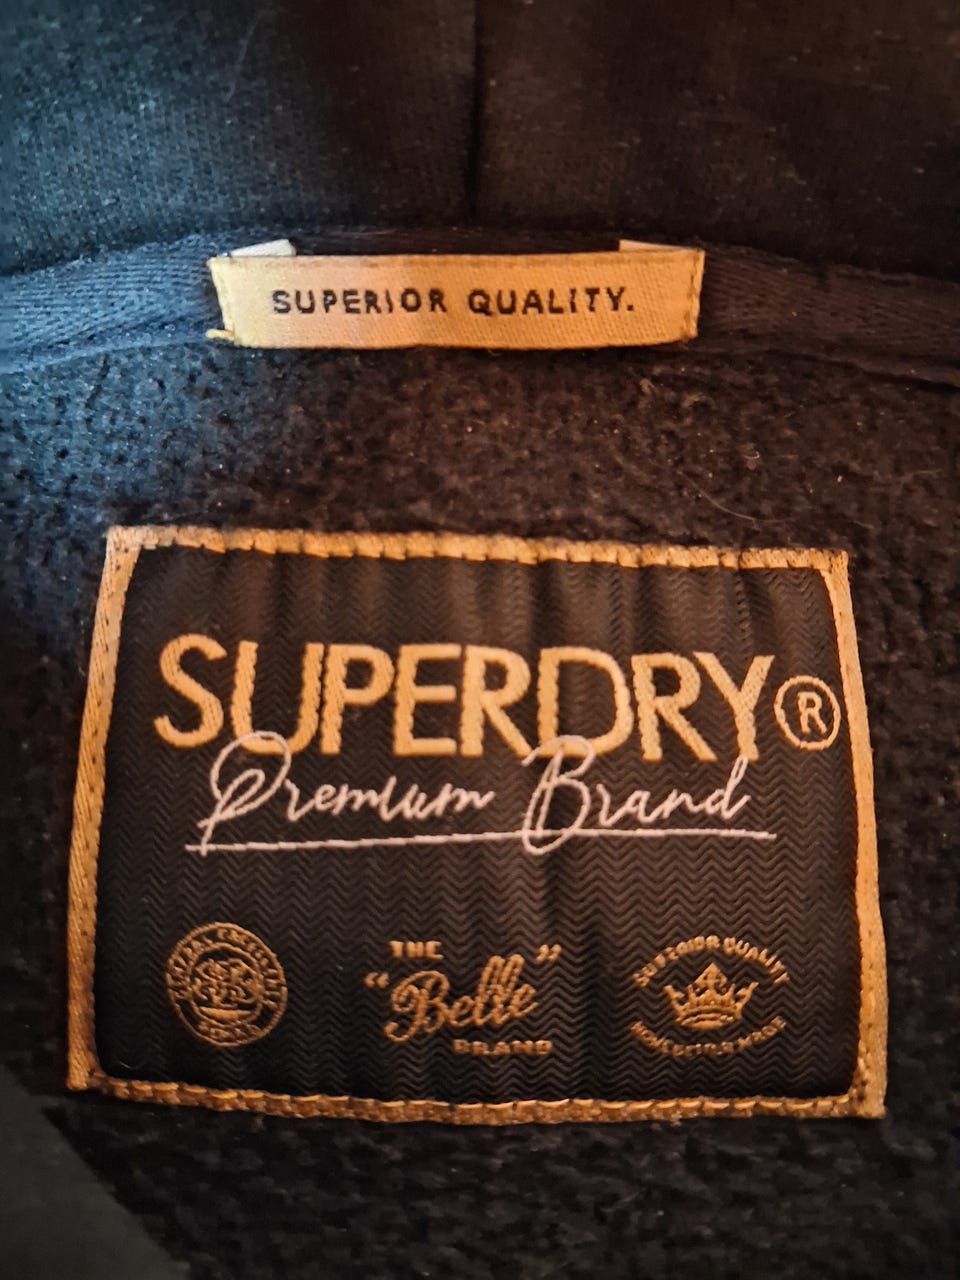 SUPERIOR QUALITY.
SUPERDRY®
Premium Brand
THE
“Belle”
BRAND
SUPERIOR QUALITY